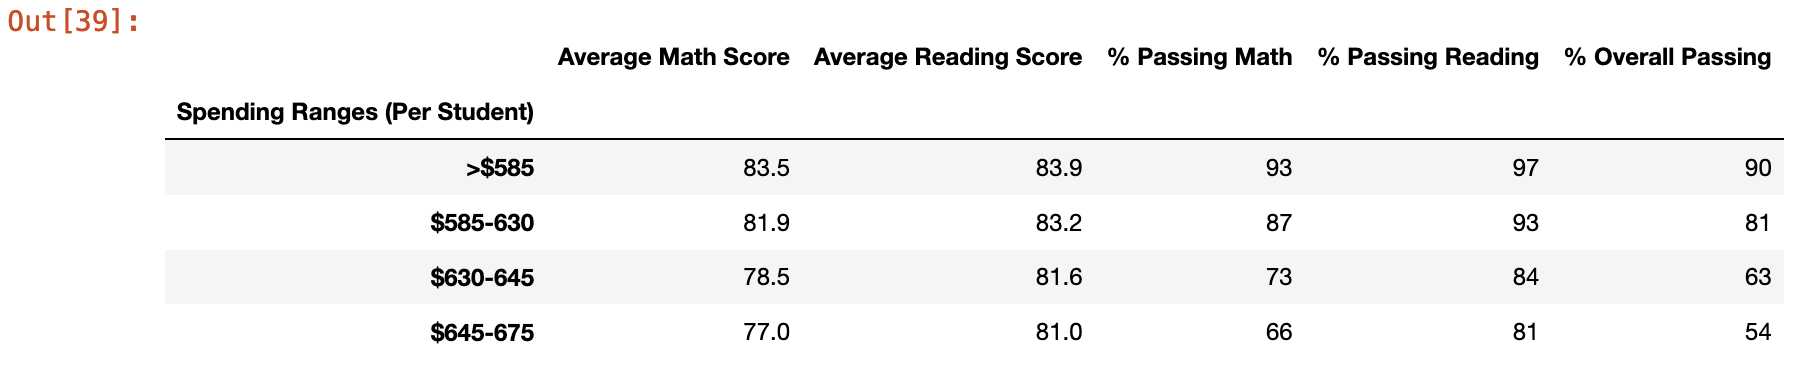 Out[39]:
Average Math Score Average Reading Score % Passing Math % Passing Reading % Overall Passing
Spending Ranges (Per Student)
>$585 83.5 83.9 93 97 90
$585-630 81.9 83.2 87 93 81
$630-645 78.5 81.6 73 84 63
$645-675 77.0 81.0 66 81 54